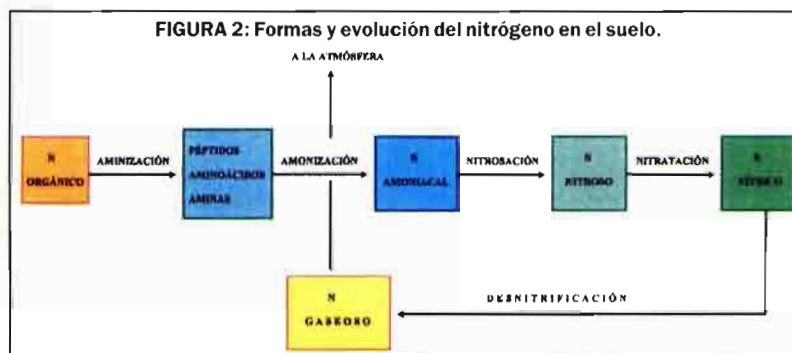 FIGURA 2: Formas y evolución del nitrógeno en el suelo.
A LA ATMÓSFERA
N
ORGÁNICO
AMINIZACIÓN
PÉPTIDOS
AMINOÁCIDOS
AMINAS
AMONIZACIÓN
N
AMONIACAL
NITROSACIÓN
N
NITROSO
NITRATACIÓN
N
NÍTRICO
N
GASEOSO
DESNITRIFICACIÓN